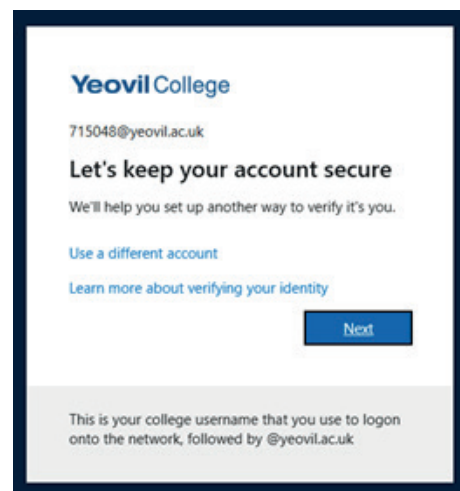 Yeovil College
715048@yeovil.ac.uk
Let's keep your account secure
We'll help you set up another way to verify it's you.
Use a different account
Learn more about verifying your identity
Next
This is your college username that you use to logon
onto the network, followed by @yeovil.ac.uk